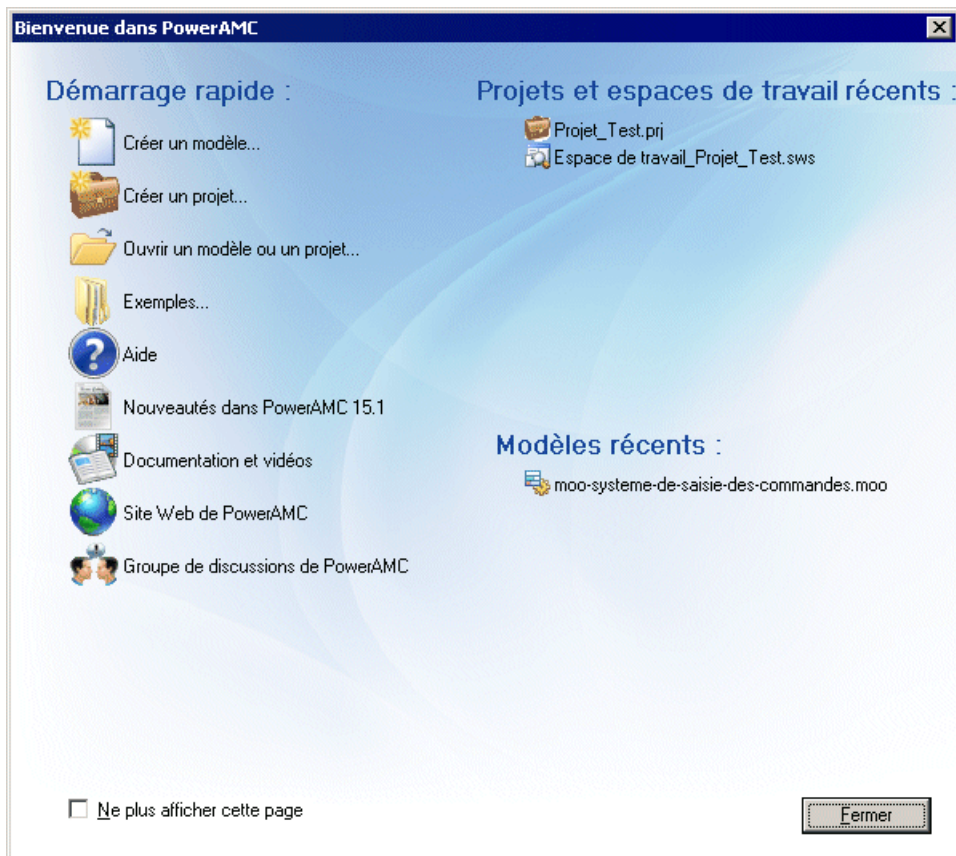 Bienvenue dans PowerAMC
Démarrage rapide :
Créer un modèle...
Créer un projet...
Ouvrir un modèle ou un projet...
Exemples...
Aide
Nouveautés dans PowerAMC 15.1
Documentation et vidéos
Site Web de PowerAMC
Groupe de discussions de PowerAMC
Projets et espaces de travail récents :
Projet_Test.prj
Espace de travail_Projet_Test.sws
Modèles récents :
moo-systeme-de-saisie-des-commandes.moo
Ne plus afficher cette page
Fermer